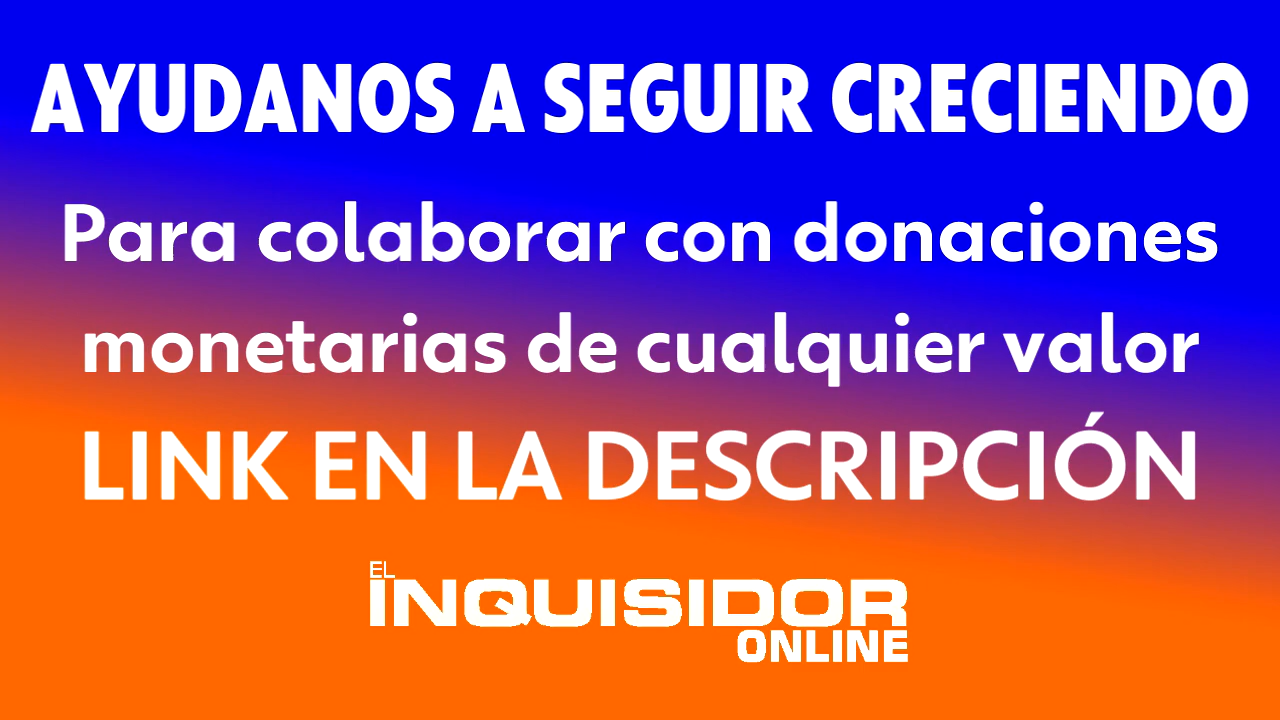 AYUDANOS A SEGUIR CRECIENDO
Para colaborar con donaciones
monetarias de cualquier valor
LINK EN LA DESCRIPCIÓN
EL
INQUISIDOR
ONLINE